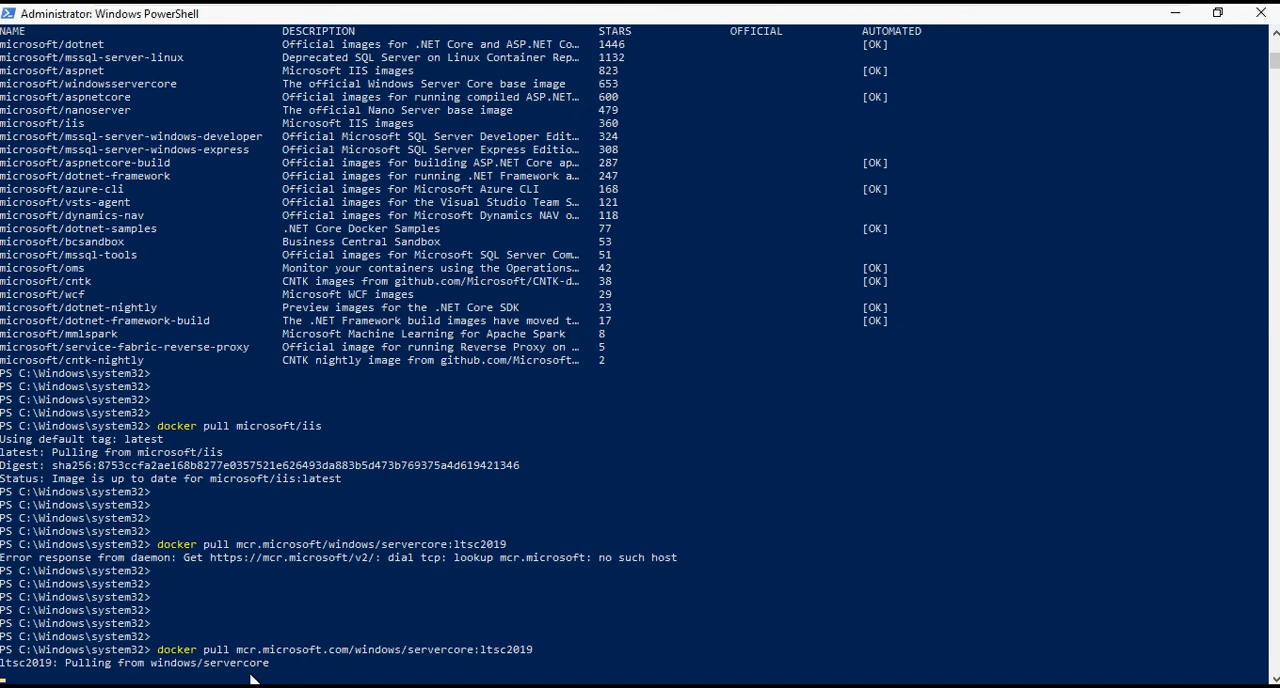 Administrator: Windows PowerShell
NAME DESCRIPTION STARS OFFICIAL AUTOMATED
microsoft/dotnet Official images for .NET Core and ASP.NET Co… 1446 [OK]
microsoft/mssql-server-linux Deprecated SQL Server on Linux Container Rep… 1132
microsoft/aspnet Microsoft IIS images 823 [OK]
microsoft/windowsservercore The official Windows Server Core base image 653
microsoft/aspnetcore Official images for running compiled ASP.NET… 600 [OK]
microsoft/nanoserver The official Nano Server base image 479
microsoft/iis Microsoft IIS images 360
microsoft/mssql-server-windows-developer Official Microsoft SQL Server Developer Edit… 324
microsoft/mssql-server-windows-express Official Microsoft SQL Server Express Editio… 308
microsoft/aspnetcore-build Official images for building ASP.NET Core ap… 287 [OK]
microsoft/dotnet-framework Official images for running .NET Framework a… 247
microsoft/azure-cli Official images for Microsoft Azure CLI 168 [OK]
microsoft/vsts-agent Official images for the Visual Studio Team S… 121
microsoft/dynamics-nav Official images for Microsoft Dynamics NAV o… 118
microsoft/dotnet-samples .NET Core Docker Samples 77 [OK]
microsoft/bcsandbox Business Central Sandbox 53
microsoft/mssql-tools Official images for Microsoft SQL Server Com… 51
microsoft/oms Monitor your containers using the Operations… 42 [OK]
microsoft/cntk CNTK images from github.com/Microsoft/CNTK-d… 38 [OK]
microsoft/wcf Microsoft WCF images 29
microsoft/dotnet-nightly Preview images for the .NET Core SDK 23 [OK]
microsoft/dotnet-framework-build The .NET Framework build images have moved t… 17 [OK]
microsoft/mmlspark Microsoft Machine Learning for Apache Spark 8
microsoft/service-fabric-reverse-proxy Official image for running Reverse Proxy on … 5
microsoft/cntk-nightly CNTK nightly image from github.com/Microsoft… 2
PS C:\Windows\system32>
PS C:\Windows\system32>
PS C:\Windows\system32>
PS C:\Windows\system32>
PS C:\Windows\system32> docker pull microsoft/iis
Using default tag: latest
latest: Pulling from microsoft/iis
Digest: sha256:8753ccfa2ae168b8277e0357521e626493da883b5d473b769375a4d619421346
Status: Image is up to date for microsoft/iis:latest
PS C:\Windows\system32>
PS C:\Windows\system32>
PS C:\Windows\system32>
PS C:\Windows\system32>
PS C:\Windows\system32> docker pull mcr.microsoft/windows/servercore:ltsc2019
Error response from daemon: Get https://mcr.microsoft/v2/: dial tcp: lookup mcr.microsoft: no such host
PS C:\Windows\system32>
PS C:\Windows\system32>
PS C:\Windows\system32>
PS C:\Windows\system32>
PS C:\Windows\system32>
PS C:\Windows\system32>
PS C:\Windows\system32> docker pull mcr.microsoft.com/windows/servercore:ltsc2019
ltsc2019: Pulling from windows/servercore